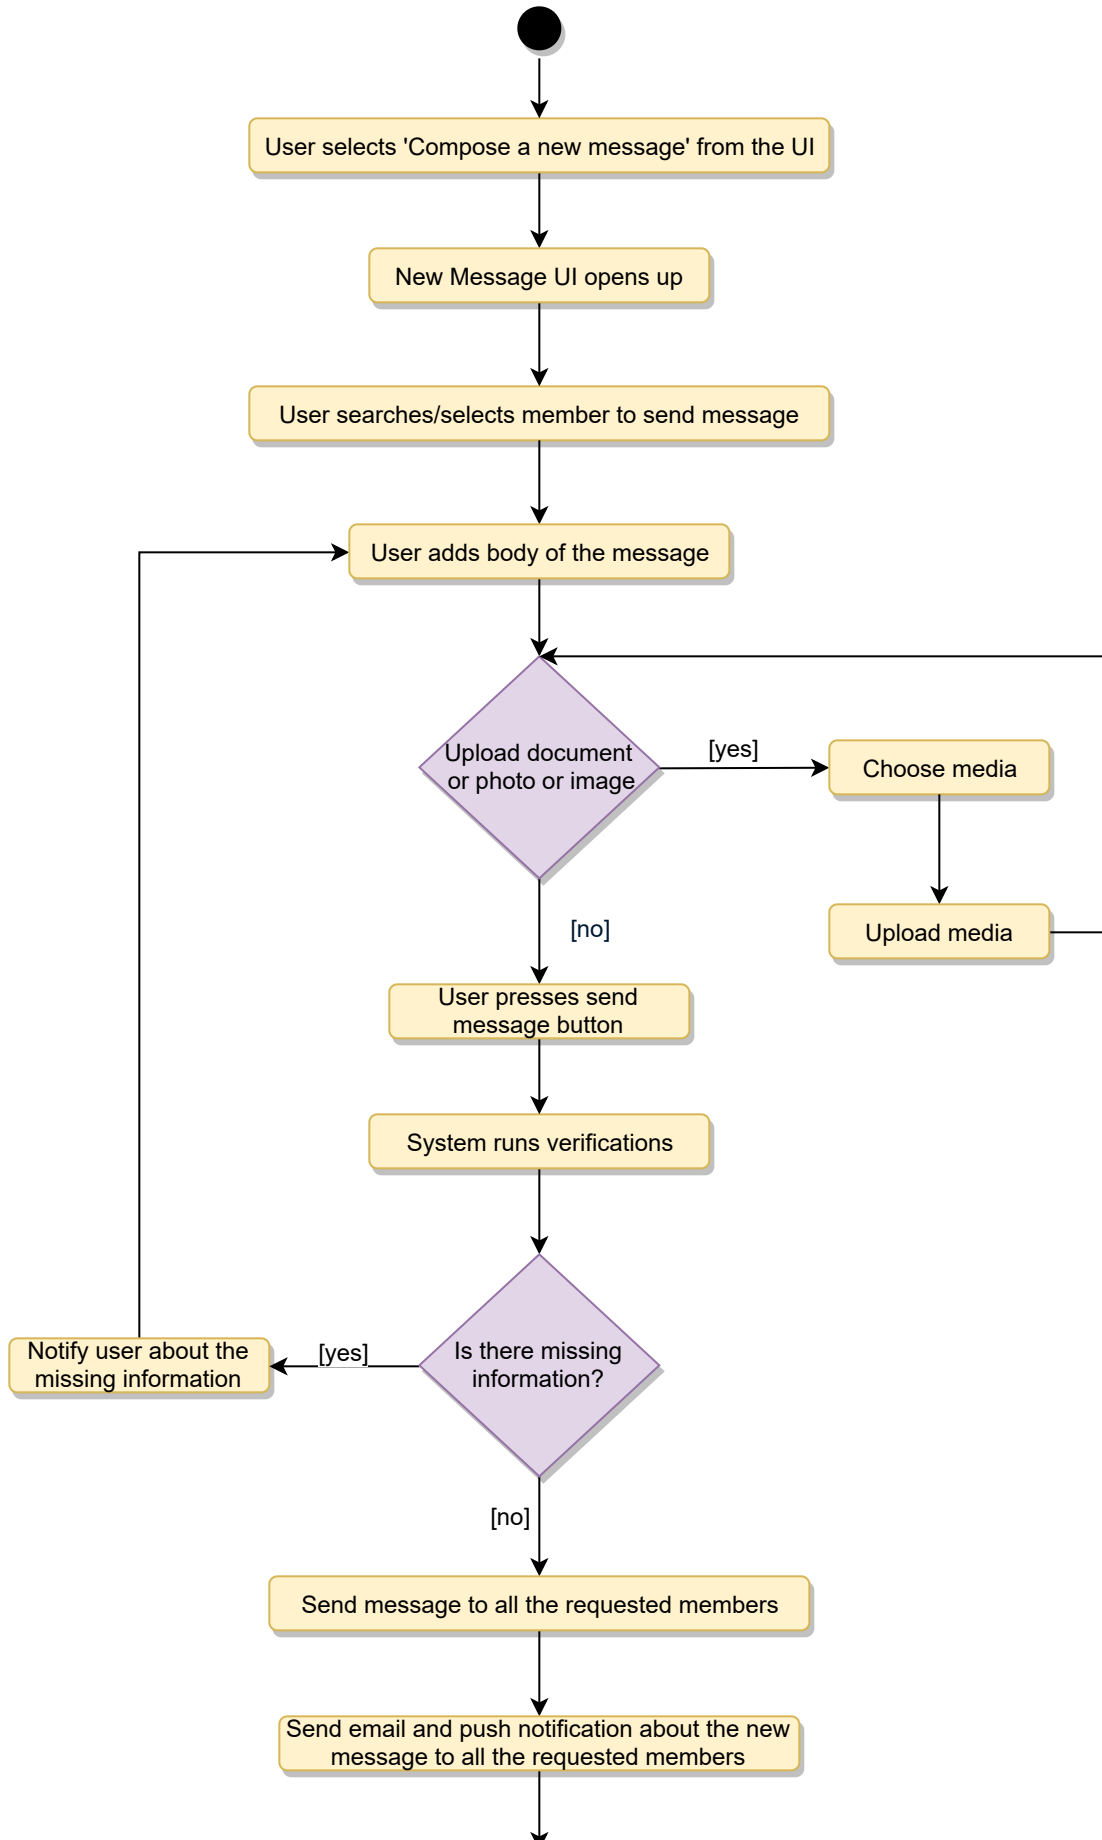 User selects 'Compose a new message' from the UI
New Message UI opens up
User searches/selects member to send message
User adds body of the message
Upload document
or photo or image
[yes]
Choose media
Upload media
[no]
User presses send
message button
System runs verifications
Is there missing
information?
[yes]
Notify user about the
missing information
[no]
Send message to all the requested members
Send email and push notification about the new
message to all the requested members